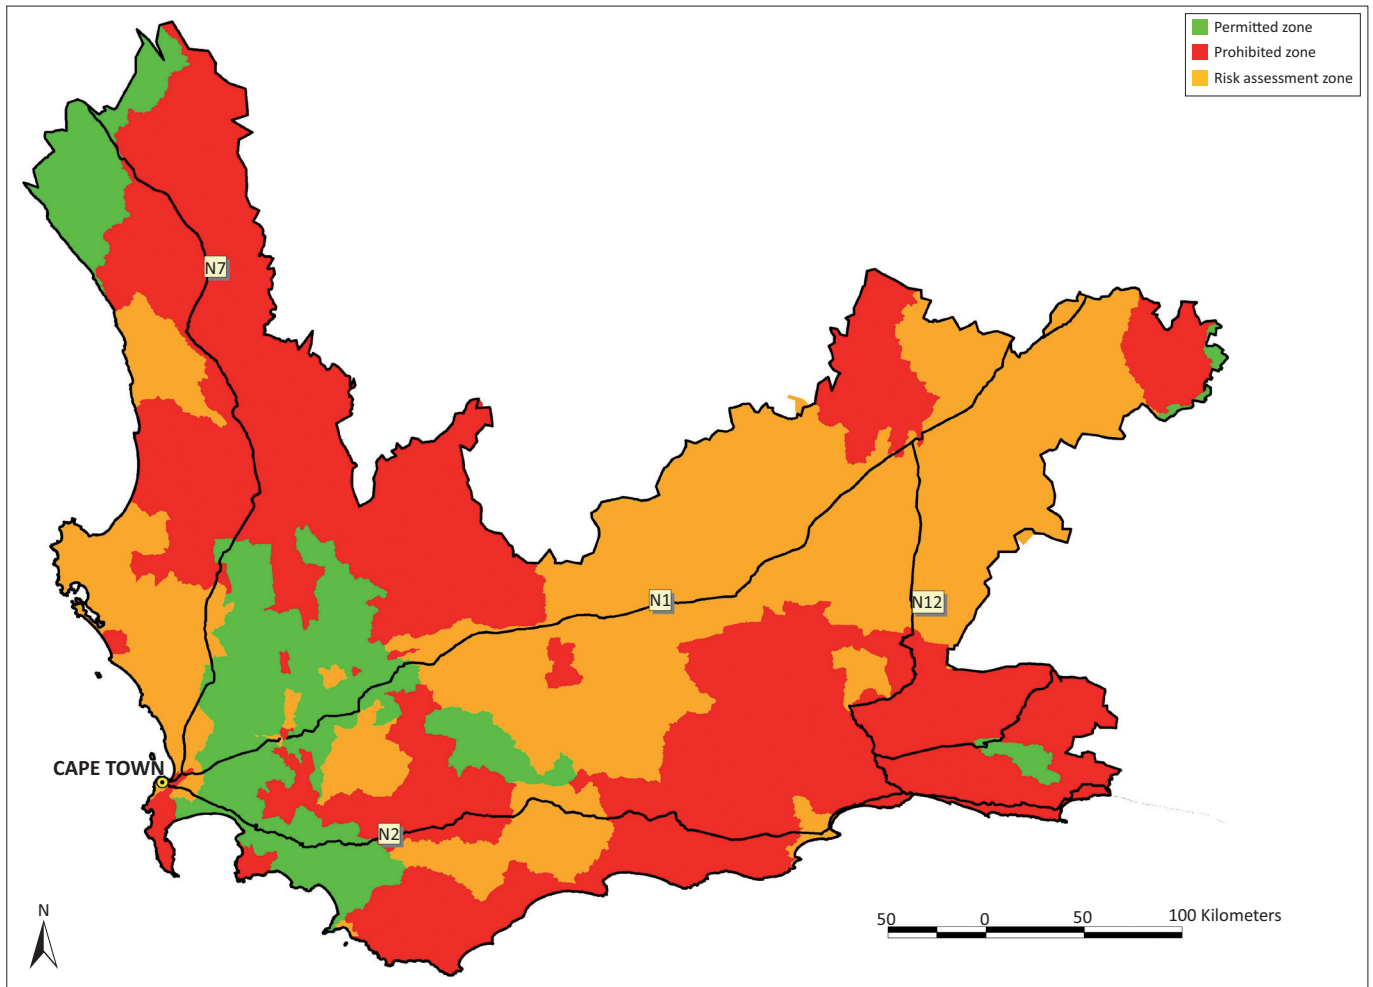 Permitted zone
Prohibited zone
Risk assessment zone
N7
N1
N12
CAPE TOWN
N2
N
50 0 50 100 Kilometers